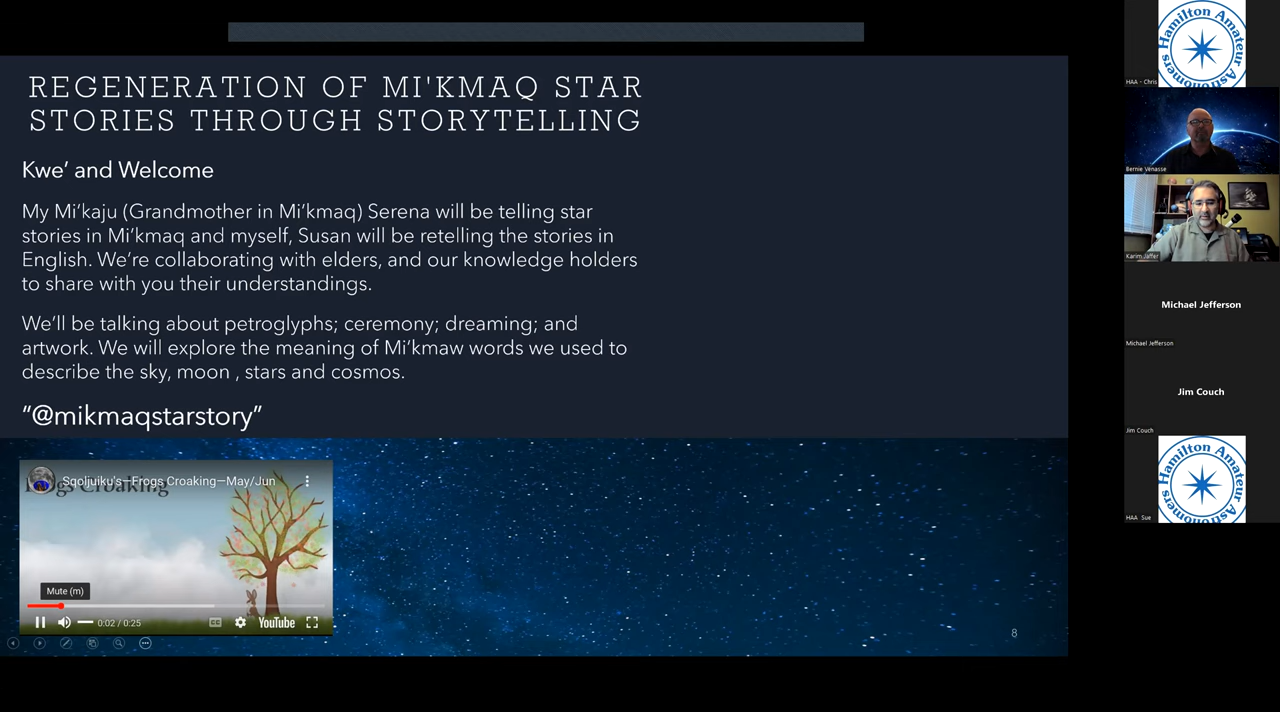 REGENERATION OF MI'KMAQ STAR
STORIES THROUGH STORYTELLING
Kwe’ and Welcome
My Mi’kaju (Grandmother in Mi’kmaq) Serena will be telling star
stories in Mi’kmaq and myself, Susan will be retelling the stories in
English. We’re collaborating with elders, and our knowledge holders
to share with you their understandings.
We’ll be talking about petroglyphs; ceremony; dreaming; and
artwork. We will explore the meaning of Mi’kmaw words we used to
describe the sky, moon , stars and cosmos.
“@mikmaqstarstory”
Sqoljuiku's—Frogs Croaking—May/Jun
Frogs Croaking
Mute (m)
0:02 / 0:25
CC
YouTube
8
Hamilton Amateur Astronomers
HAA - Chris
Bernie Venasse
Karim Jaffer
Michael Jefferson
Michael Jefferson
Jim Couch
Jim Couch
Hamilton Amateur Astronomers
HAA Sue